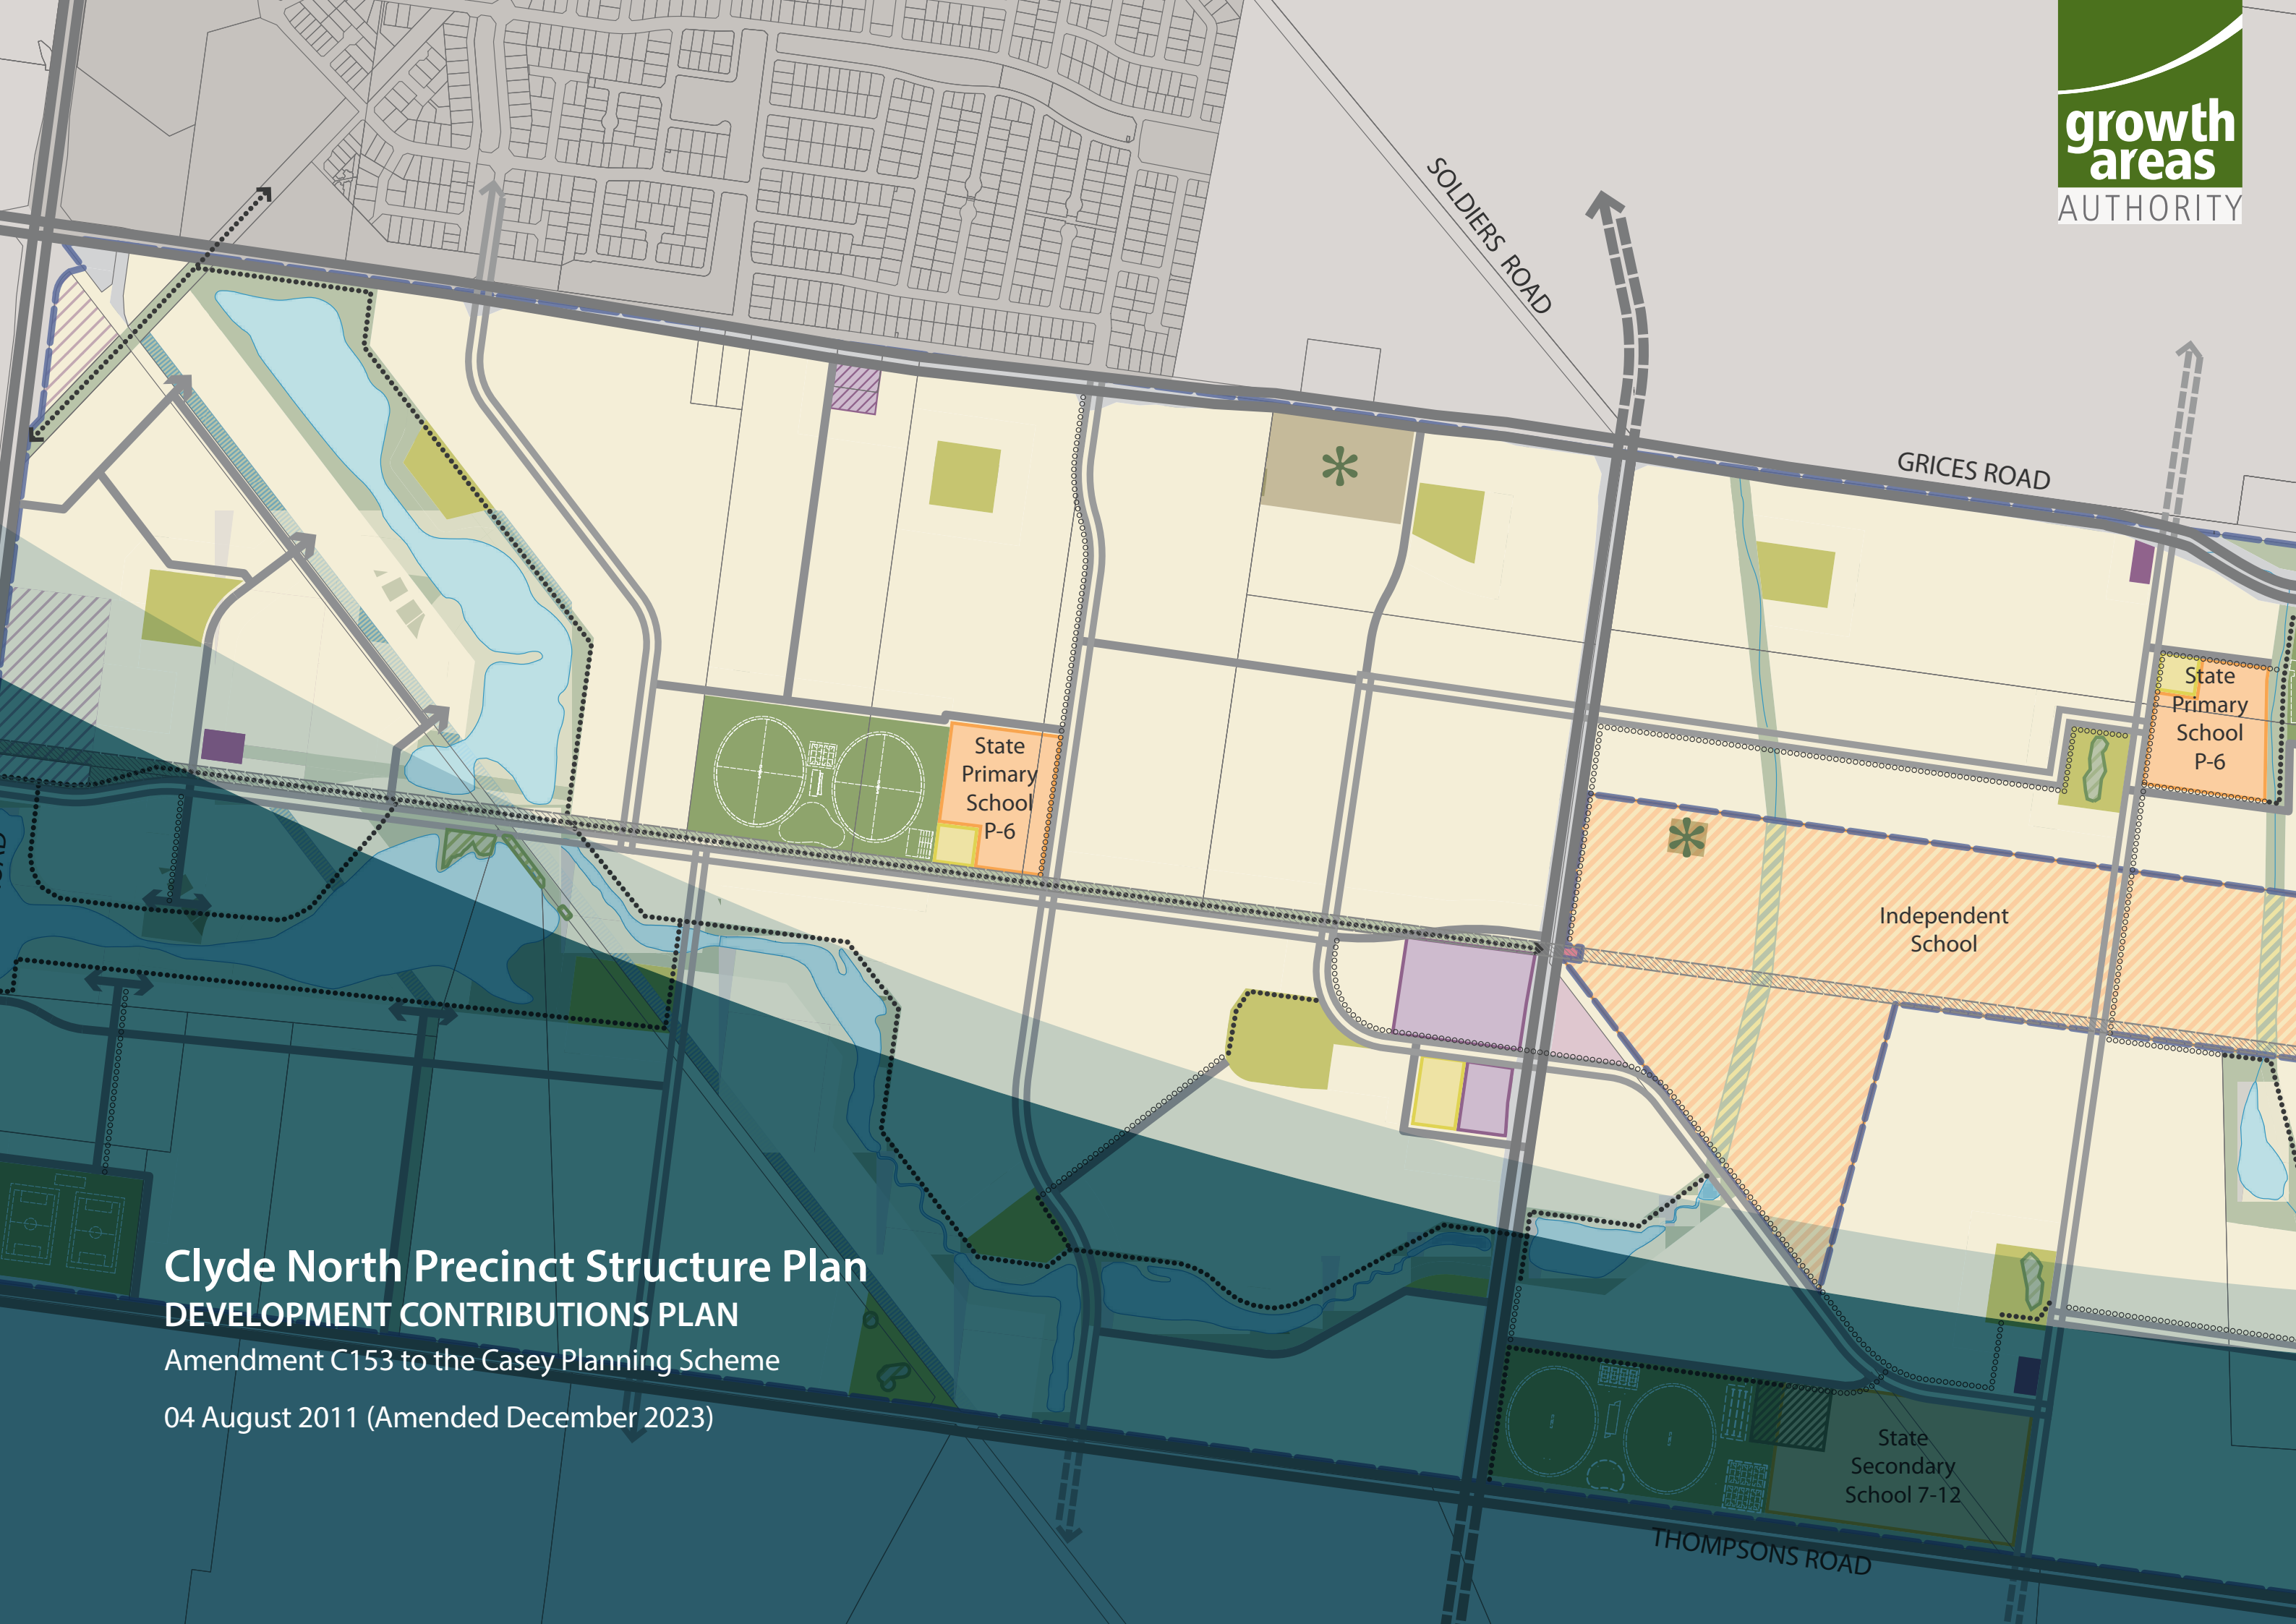 growth
areas
AUTHORITY
SOLDIERS ROAD
GRICES ROAD
State
Primary
School
P-6
State
Primary
School
P-6
Independent
School
Clyde North Precinct Structure Plan
DEVELOPMENT CONTRIBUTIONS PLAN
Amendment C153 to the Casey Planning Scheme
04 August 2011 (Amended December 2023)
State
Secondary
School 7-12
THOMPSONS ROAD